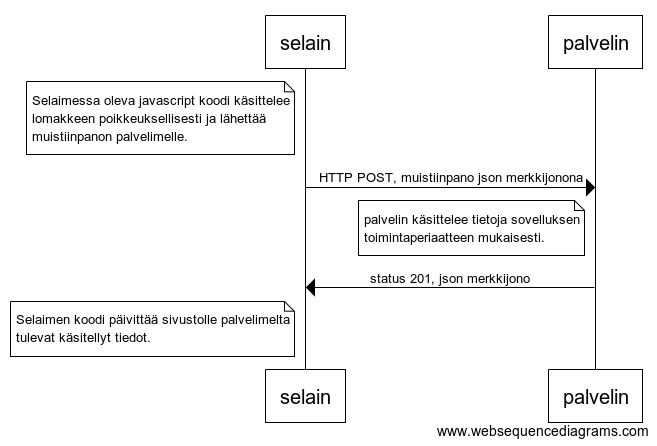 selain
palvelin
Selaimessa oleva javascript koodi käsittelee
lomakkeen poikkeuksellisesti ja lähettää
muistiinpanon palvelimelle.
HTTP POST, muistiinpano json merkkijonona
palvelin käsittelee tietoja sovelluksen
toimintaperiaatteen mukaisesti.
status 201, json merkkijono
Selaimen koodi päivittää sivustolle palvelimelta
tulevat käsitellyt tiedot.
selain
palvelin
www.websequencediagrams.com